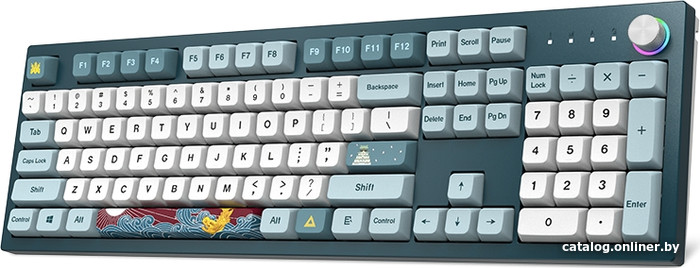 F1 F2 F3 F4 F5 F6 F7 F8 F9 F10 F11 F12 Print Scroll Pause
~ ` ! 1 @ 2 # 3 $ 4 % 5 ^ 6 & 7 * 8 ( 9 ) 0 _ - + = Backspace Insert Home Pg Up Num Lock ÷ × −
Tab Q W E R T Y U I O P { [ } ] | \ Delete End Pg Dn 7 8 9 +
Caps Lock A S D F G H J K L : ; " ' 4 5 6
Shift Z X C V B N M < , > . ? / Shift ↑ 1 2 3 Enter
Control Alt Alt Control ← ↓ → 0 .
catalog.onliner.by